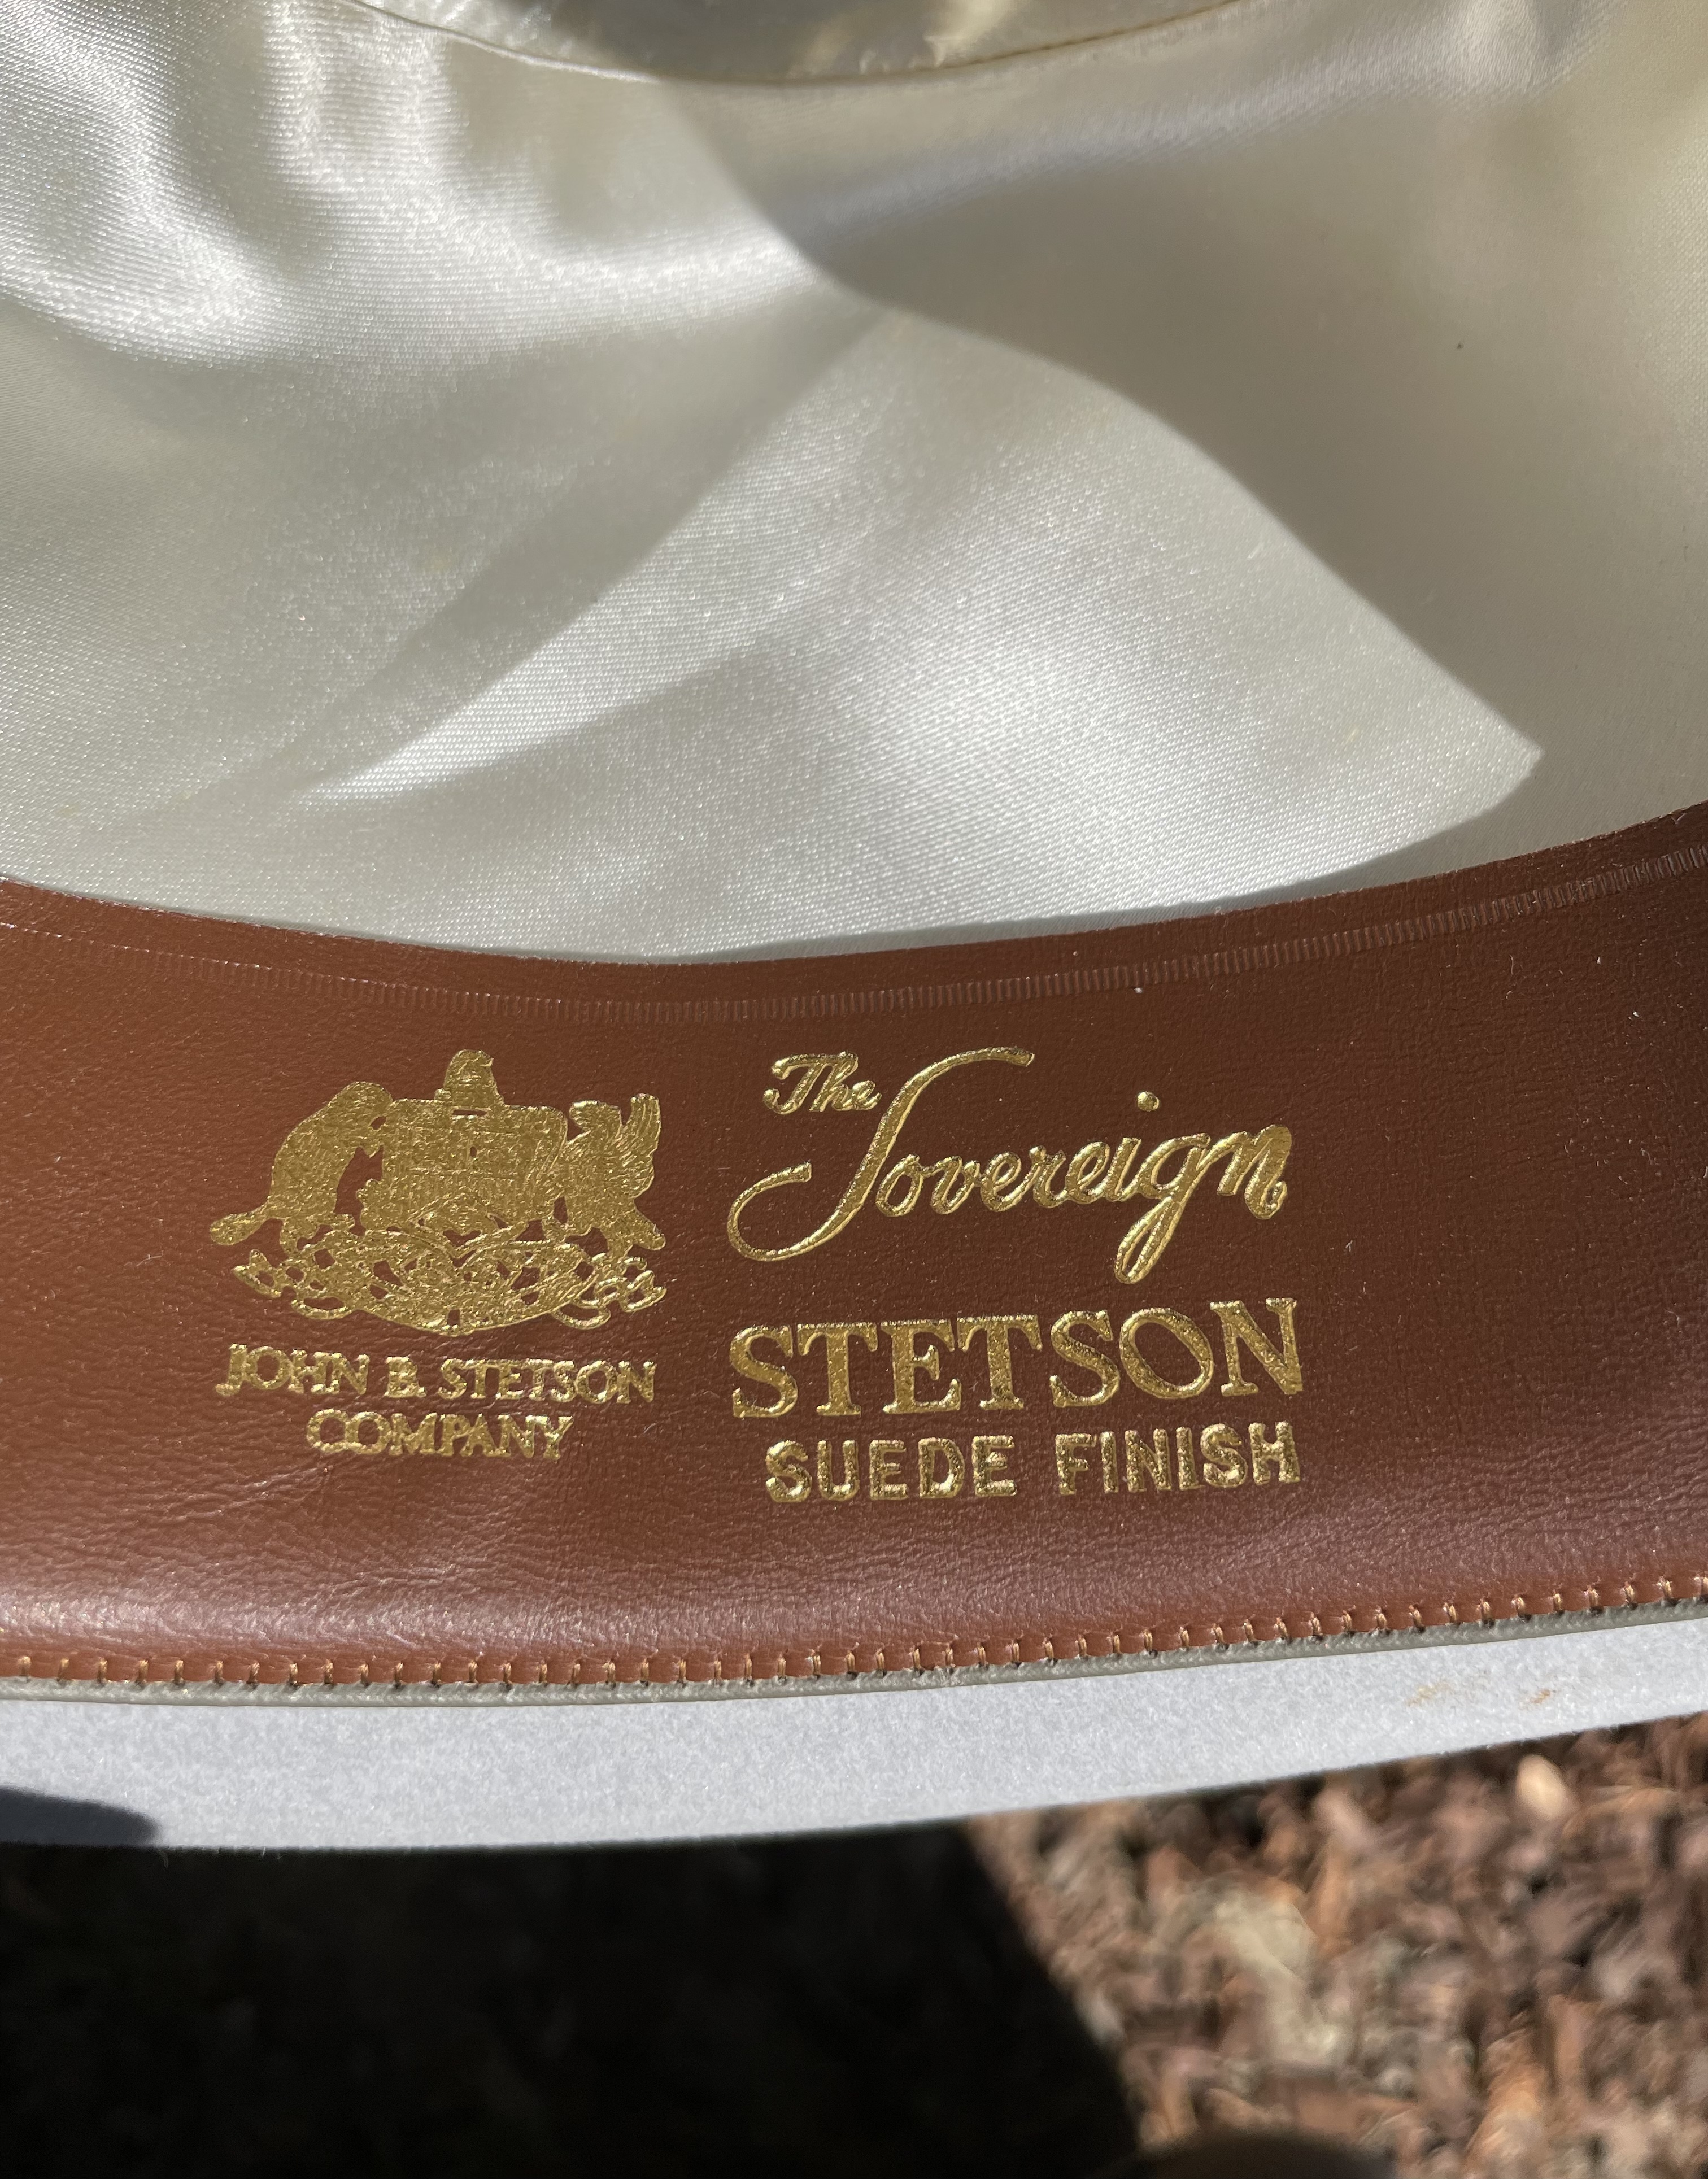 JOHN B. STETSON
COMPANY
The
Sovereign
STETSON
SUEDE FINISH